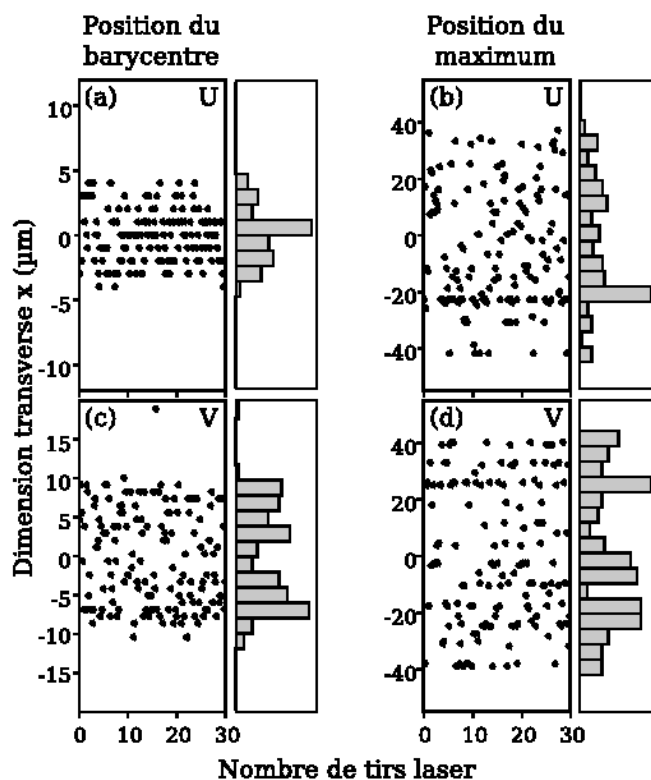 Position du
barycentre
Position du
maximum
(a) U
(b) U
10
5
0
-5
-10
40
20
0
-20
-40
(c) V
(d) V
15
10
5
0
-5
-10
-15
40
20
0
-20
-40
Dimension transverse x (µm)
0 10 20 30
0 10 20 30
Nombre de tirs laser